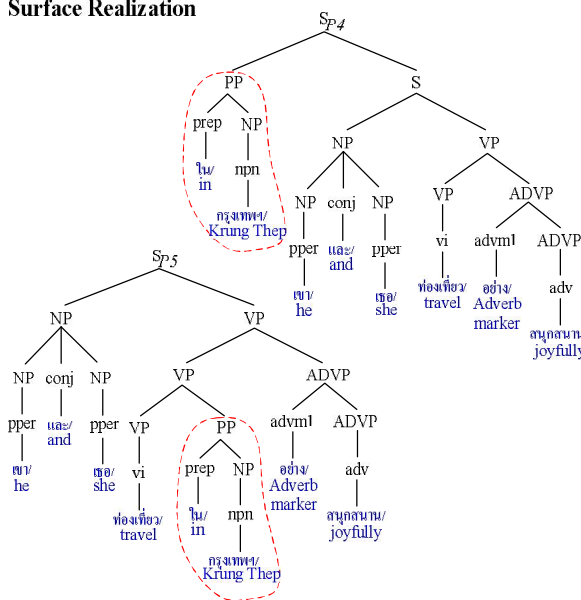 Surface Realization
SP4
PP S
prep NP NP VP
ใน/ npn NP conj NP VP ADVP
in
กรุงเทพฯ/ pper และ/ pper vi advm1 ADVP
Krung Thep and
เขา/ เธอ/ ท่องเที่ยว/ อย่าง/ adv
he she travel Adverb
marker สนุกสนาน/
joyfully
SP5
NP VP
NP conj NP VP ADVP
pper และ/ pper VP PP advm1 ADVP
and
เขา/ เธอ/ vi prep NP อย่าง/ adv
he she Adverb
marker
ท่องเที่ยว/ ใน/ npn สนุกสนาน/
travel in joyfully
กรุงเทพฯ/
Krung Thep